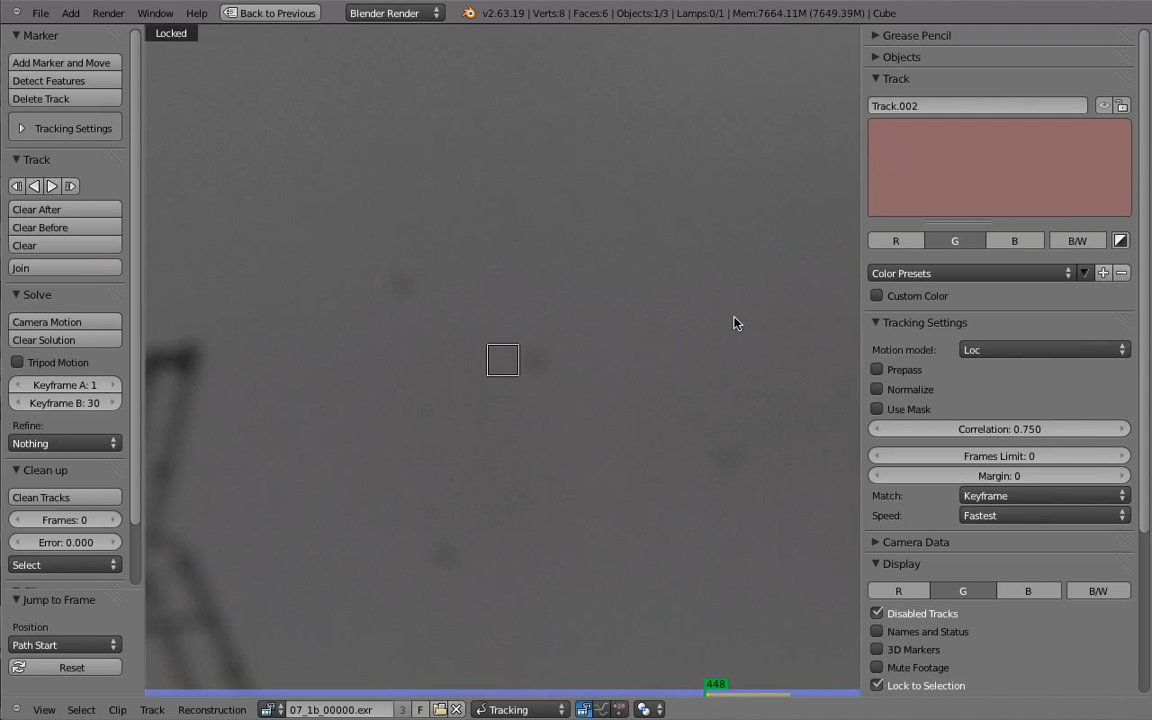 File Add Render Window Help Back to Previous Blender Render v2.63.19 | Verts:8 | Faces:6 | Objects:1/3 | Lamps:0/1 | Mem:7664.11M (7649.39M) | Cube
Marker
Add Marker and Move
Detect Features
Delete Track
Tracking Settings
Track
Clear After
Clear Before
Clear
Join
Solve
Camera Motion
Clear Solution
Tripod Motion
Keyframe A: 1
Keyframe B: 30
Refine:
Nothing
Clean up
Clean Tracks
Frames: 0
Error: 0.000
Select
Jump to Frame
Position
Path Start
Reset
Locked
448
Grease Pencil
Objects
Track
Track.002
R G B B/W
Color Presets
Custom Color
Tracking Settings
Motion model: Loc
Prepass
Normalize
Use Mask
Correlation: 0.750
Frames Limit: 0
Margin: 0
Match: Keyframe
Speed: Fastest
Camera Data
Display
R G B B/W
Disabled Tracks
Names and Status
3D Markers
Mute Footage
Lock to Selection
View Select Clip Track Reconstruction 07_1b_00000.exr 3 F Tracking